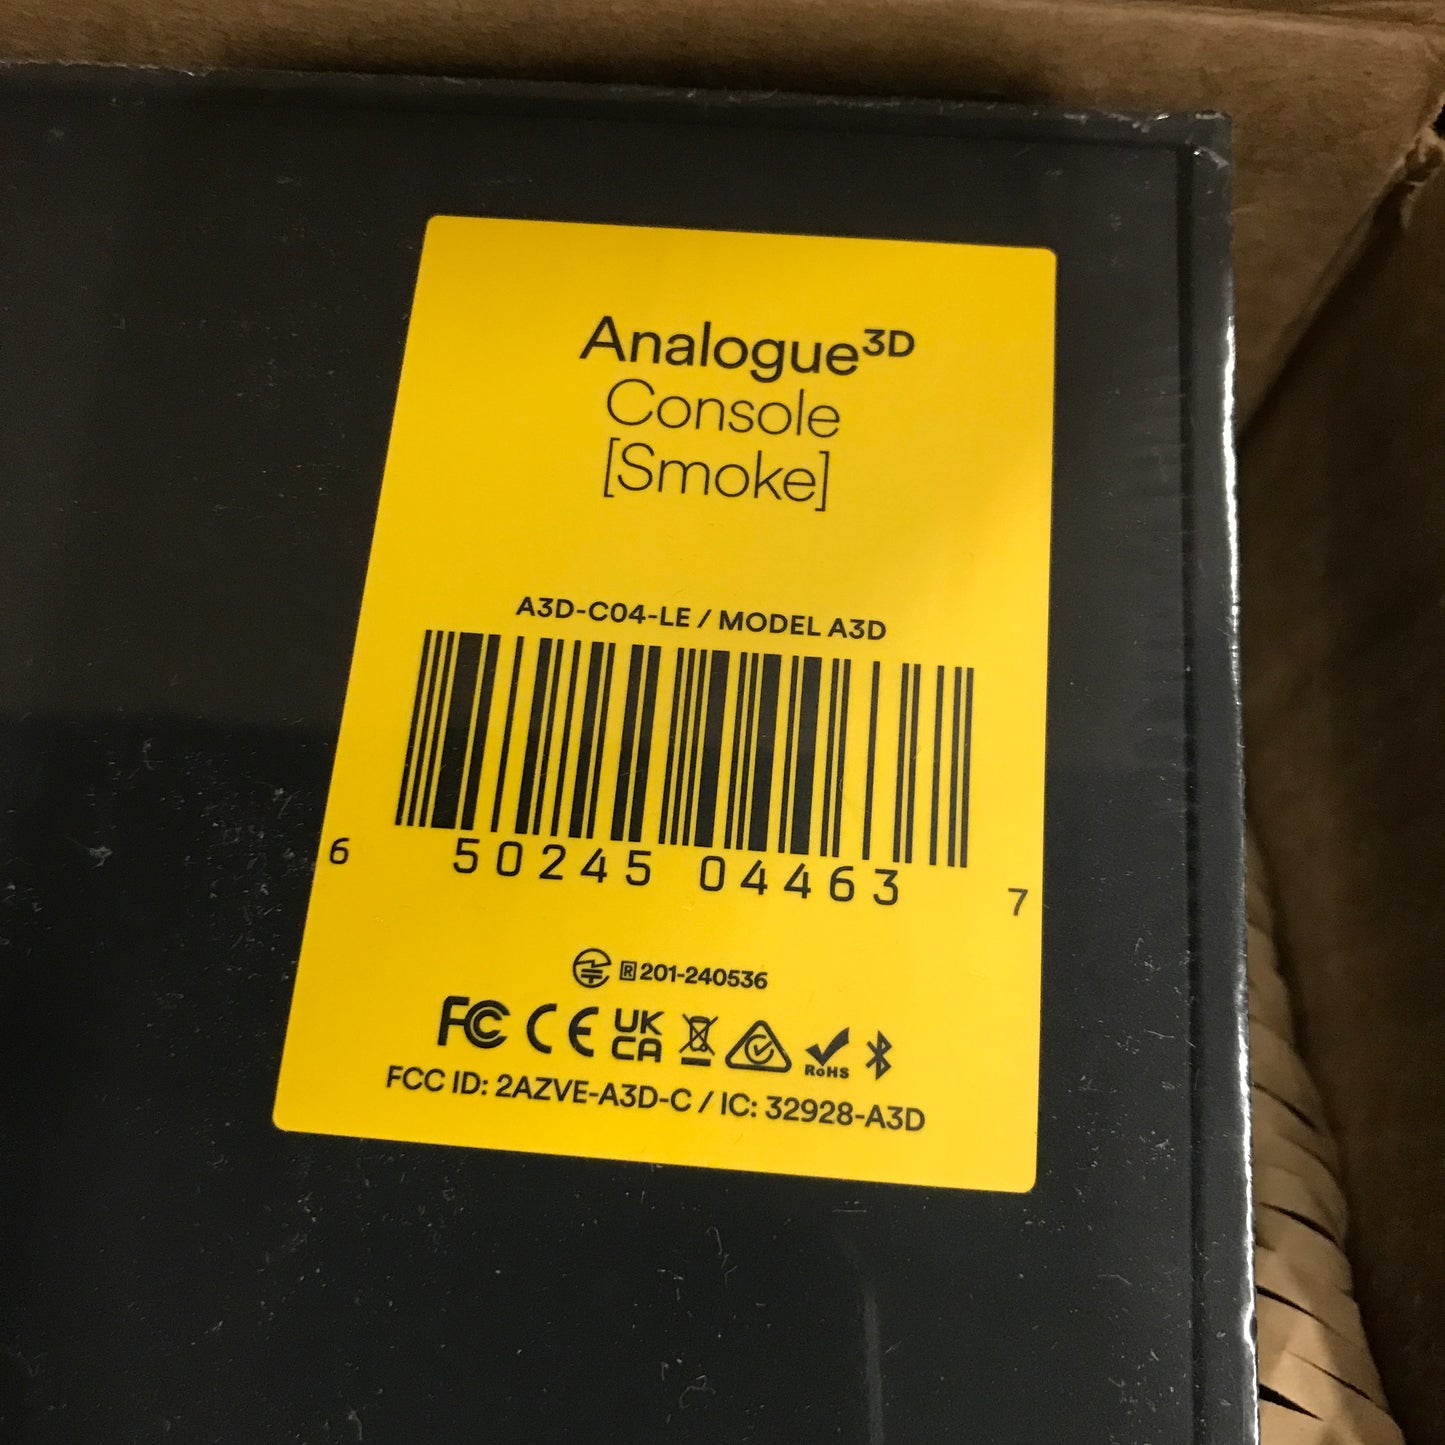 Analogue3D
Console
[Smoke]
A3D-C04-LE / MODEL A3D
6 50245 04463 7
R 201-240536
FC CE UK CA RoHS
FCC ID: 2AZVE-A3D-C / IC: 32928-A3D